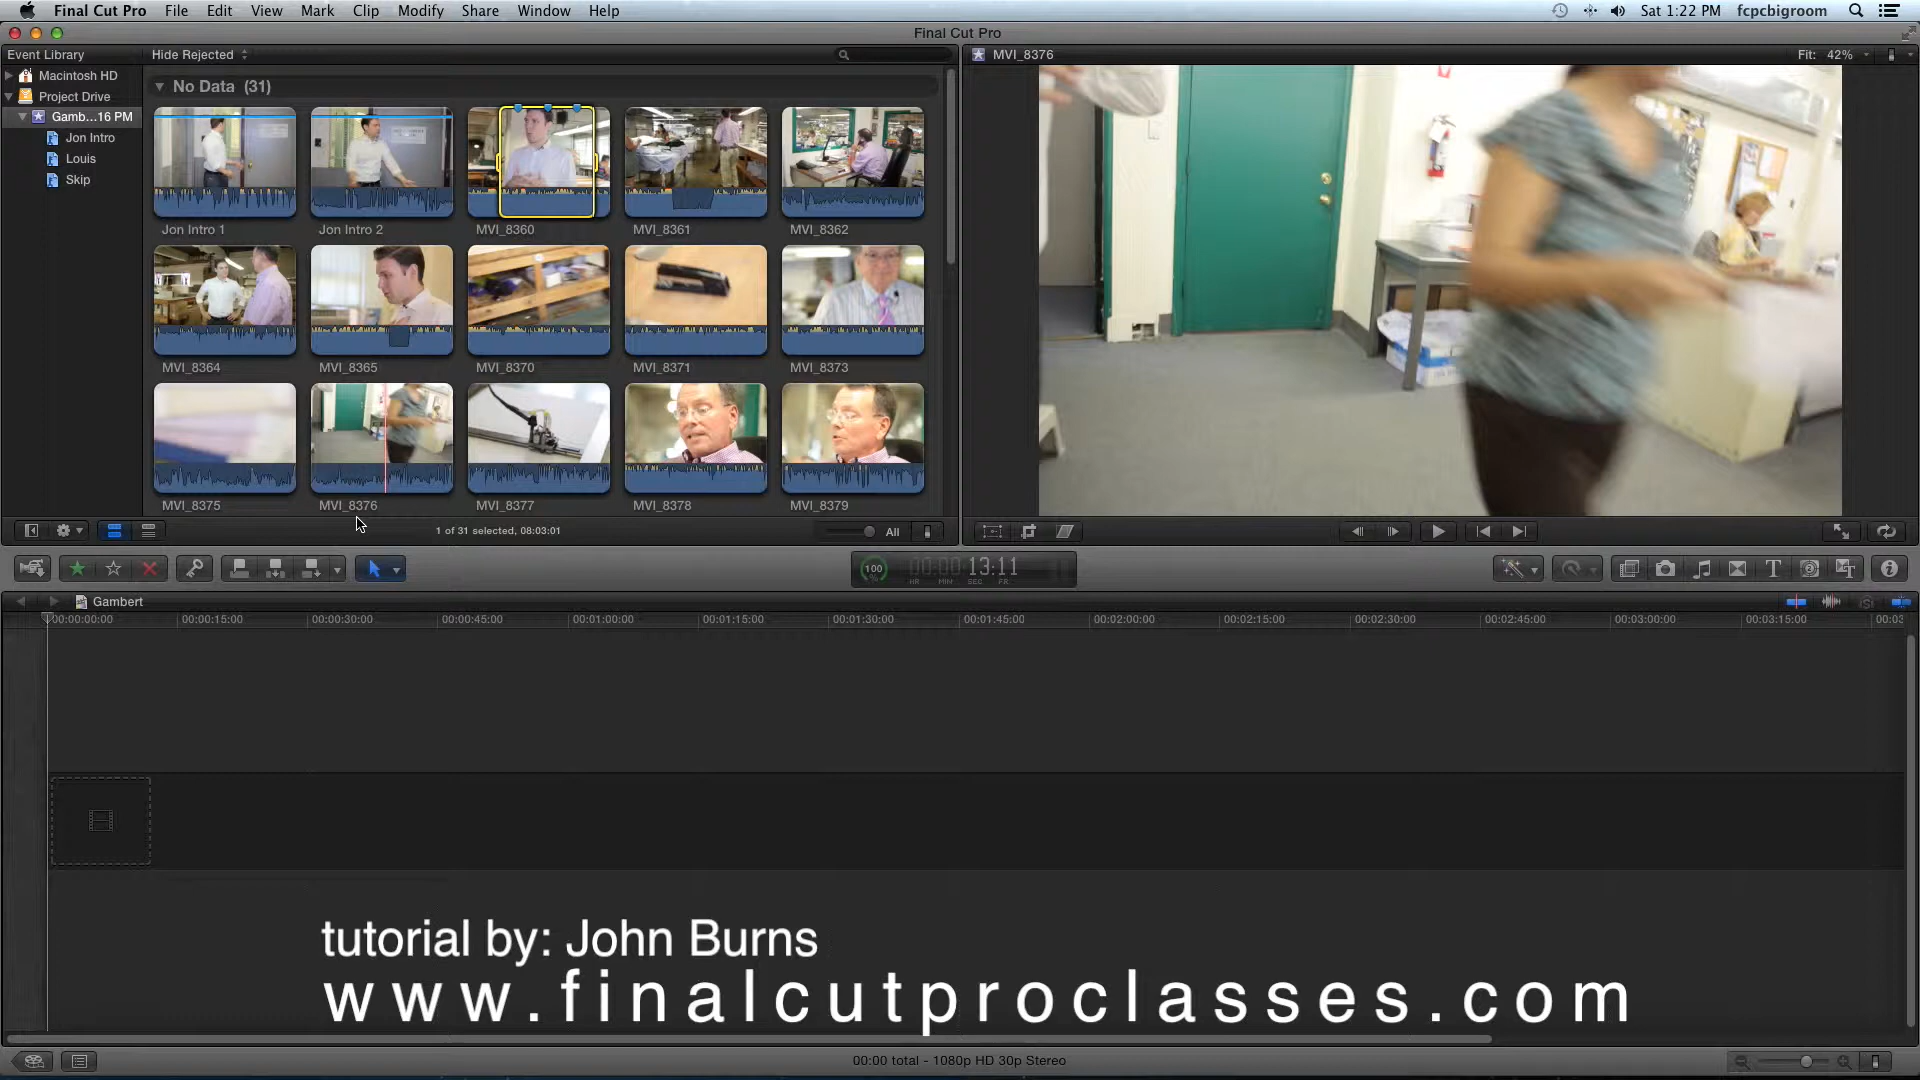 Final Cut Pro File Edit View Mark Clip Modify Share Window Help Sat 1:22 PM fcpcbigroom
Final Cut Pro
Event Library Hide Rejected MVI_8376 Fit: 42%
Macintosh HD
Project Drive
Gamb...16 PM
Jon Intro
Louis
Skip
No Data (31)
Jon Intro 1 Jon Intro 2 MVI_8360 MVI_8361 MVI_8362
MVI_8364 MVI_8365 MVI_8370 MVI_8371 MVI_8373
MVI_8375 MVI_8376 MVI_8377 MVI_8378 MVI_8379
1 of 31 selected, 08:03:01 All
100 % 00:00:13:11
HR MIN SEC FR
Gambert
00:00:00:00 00:00:15:00 00:00:30:00 00:00:45:00 00:01:00:00 00:01:15:00 00:01:30:00 00:01:45:00 00:02:00:00 00:02:15:00 00:02:30:00 00:02:45:00 00:03:00:00 00:03:15:00 00:03
tutorial by: John Burns
www.finalcutproclasses.com
00:00 total - 1080p HD 30p Stereo